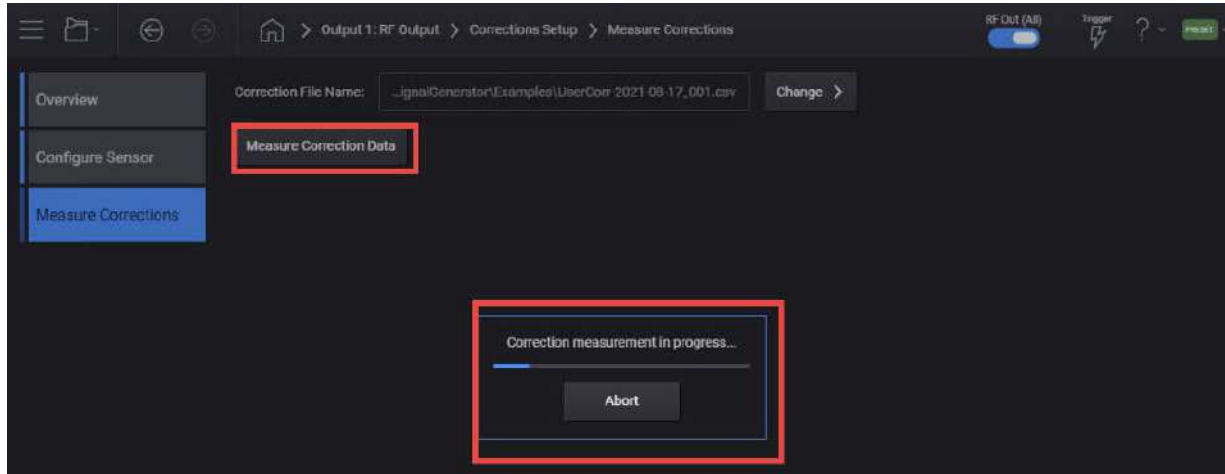 Output 1: RF Output > Corrections Setup > Measure Corrections
RF Out (All)
Trigger
?
PRESET
Overview
Correction File Name:
...ignalGenerator\Examples\UserCorr-2021-08-17_001.csv
Change >
Measure Correction Data
Configure Sensor
Measure Corrections
Correction measurement in progress...
Abort